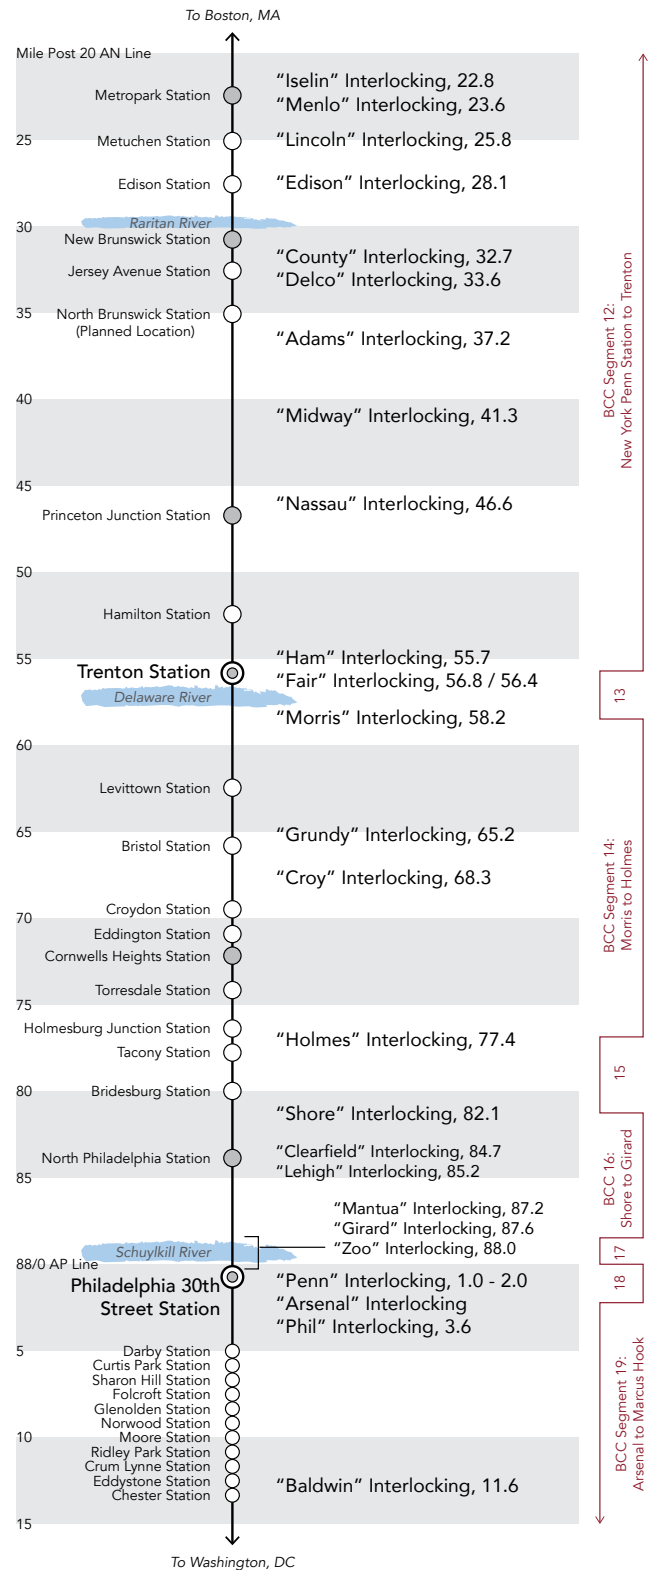 To Boston, MA
Mile Post 20 AN Line
“Iselin” Interlocking, 22.8
Metropark Station
“Menlo” Interlocking, 23.6
25
Metuchen Station
“Lincoln” Interlocking, 25.8
Edison Station
“Edison” Interlocking, 28.1
Raritan River
30
New Brunswick Station
“County” Interlocking, 32.7
Jersey Avenue Station
“Delco” Interlocking, 33.6
35
North Brunswick Station
(Planned Location)
“Adams” Interlocking, 37.2
BCC Segment 12:
New York Penn Station to Trenton
40
“Midway” Interlocking, 41.3
45
“Nassau” Interlocking, 46.6
Princeton Junction Station
50
Hamilton Station
55
“Ham” Interlocking, 55.7
Trenton Station
“Fair” Interlocking, 56.8 / 56.4
Delaware River
13
“Morris” Interlocking, 58.2
60
Levittown Station
65
“Grundy” Interlocking, 65.2
Bristol Station
“Croy” Interlocking, 68.3
BCC Segment 14:
Morris to Holmes
Croydon Station
70
Eddington Station
Cornwells Heights Station
Torresdale Station
75
Holmesburg Junction Station
“Holmes” Interlocking, 77.4
Tacony Station
15
80
Bridesburg Station
“Shore” Interlocking, 82.1
“Clearfield” Interlocking, 84.7
North Philadelphia Station
“Lehigh” Interlocking, 85.2
BCC 16:
Shore to Girard
85
“Mantua” Interlocking, 87.2
“Girard” Interlocking, 87.6
“Zoo” Interlocking, 88.0
Schuylkill River
17
88/0 AP Line
Philadelphia 30th
Street Station
“Penn” Interlocking, 1.0 - 2.0
18
“Arsenal” Interlocking
“Phil” Interlocking, 3.6
5
Darby Station
Curtis Park Station
Sharon Hill Station
Folcroft Station
Glenolden Station
Norwood Station
BCC Segment 19:
Arsenal to Marcus Hook
10
Moore Station
Ridley Park Station
Crum Lynne Station
Eddystone Station
“Baldwin” Interlocking, 11.6
Chester Station
15
To Washington, DC